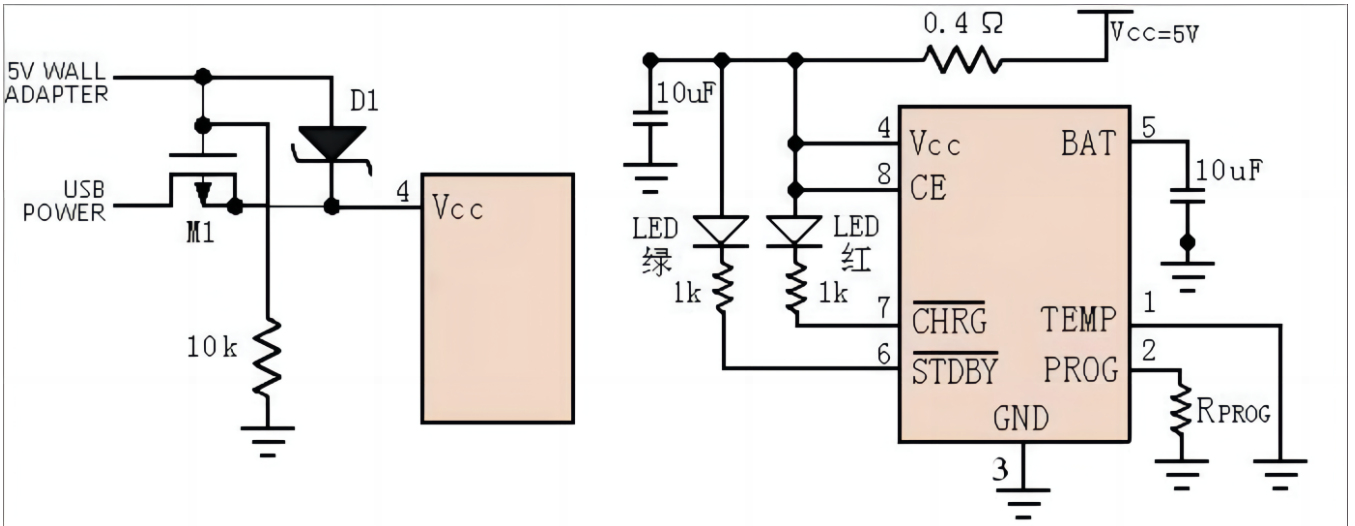 5V WALL
ADAPTER
D1
USB
POWER
M1
4
Vcc
10k
0.4 Ω
Vcc=5V
10uF
4
Vcc
BAT
5
8
CE
10uF
LED
绿
LED
红
1k
1k
7
CHRG
TEMP
1
6
STDBY
PROG
2
GND
RPROG
3